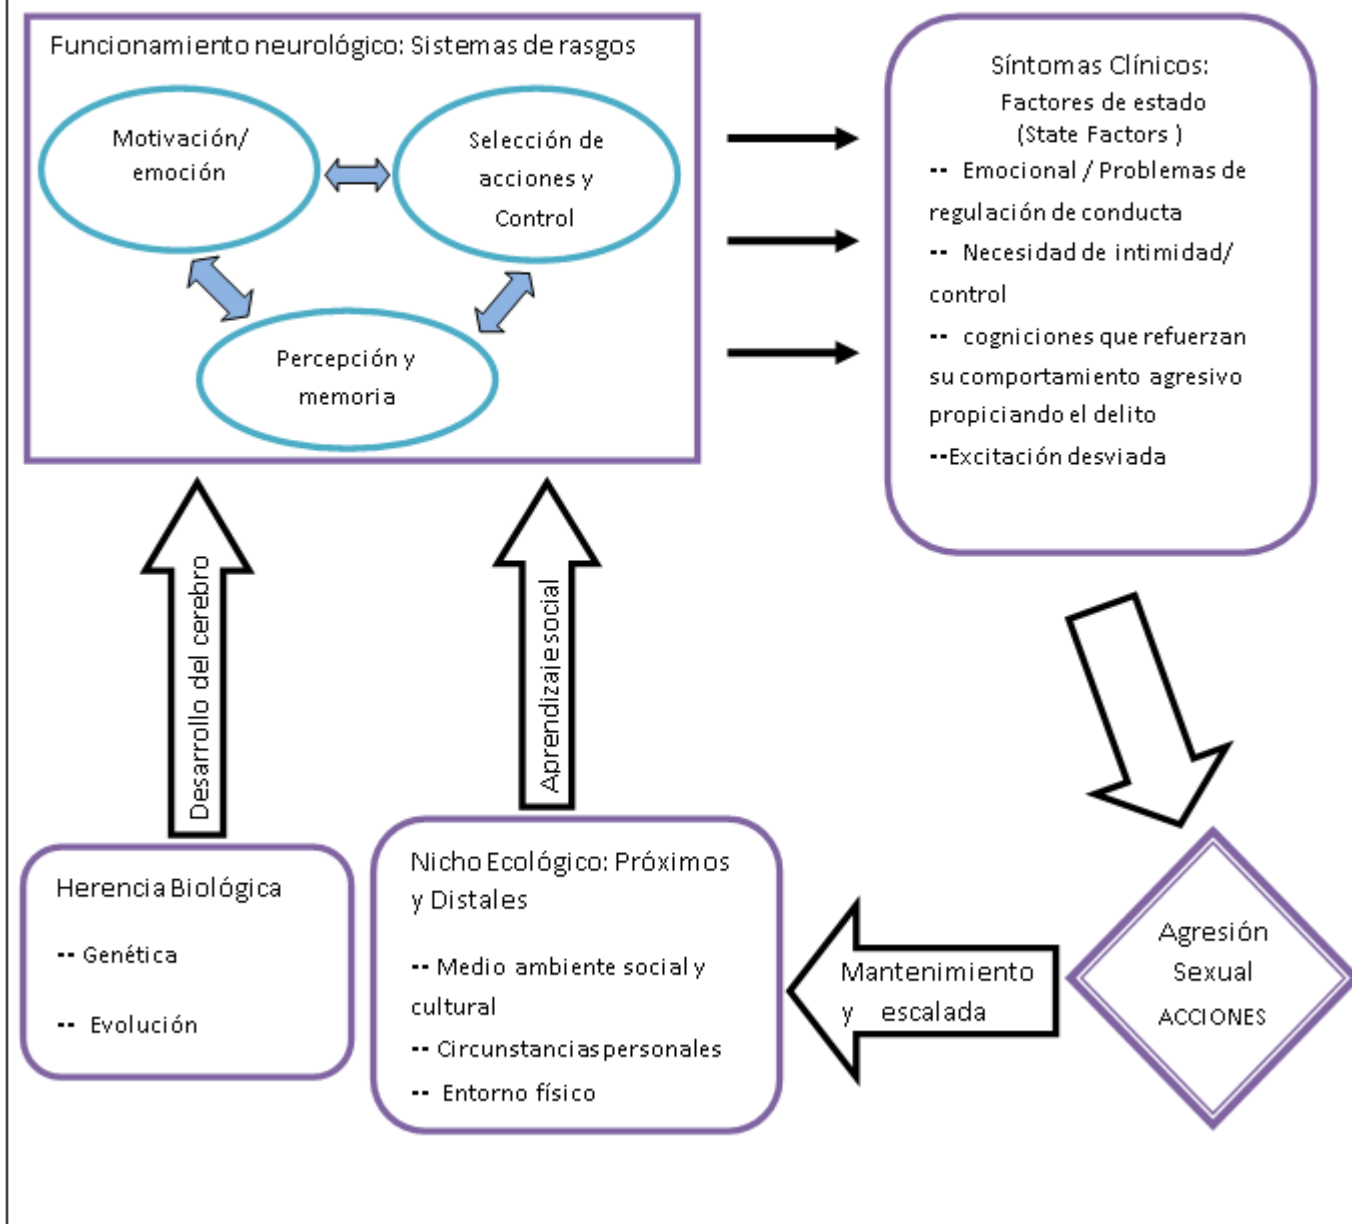 Funcionamiento neurológico: Sistemas de rasgos
Motivación/
emoción
Selección de
acciones y
Control
Percepción y
memoria
Síntomas Clínicos:
Factores de estado
(State Factors )
-- Emocional / Problemas de
regulación de conducta
-- Necesidad de intimidad/
control
-- cogniciones que refuerzan
su comportamiento agresivo
propiciando el delito
--Excitación desviada
Desarrollo del cerebro
Aprendizaje social
Herencia Biológica
-- Genética
-- Evolución
Nicho Ecológico: Próximos
y Distales
-- Medio ambiente social y
cultural
-- Circunstancias personales
-- Entorno físico
Mantenimiento
y escalada
Agresión
Sexual
ACCIONES